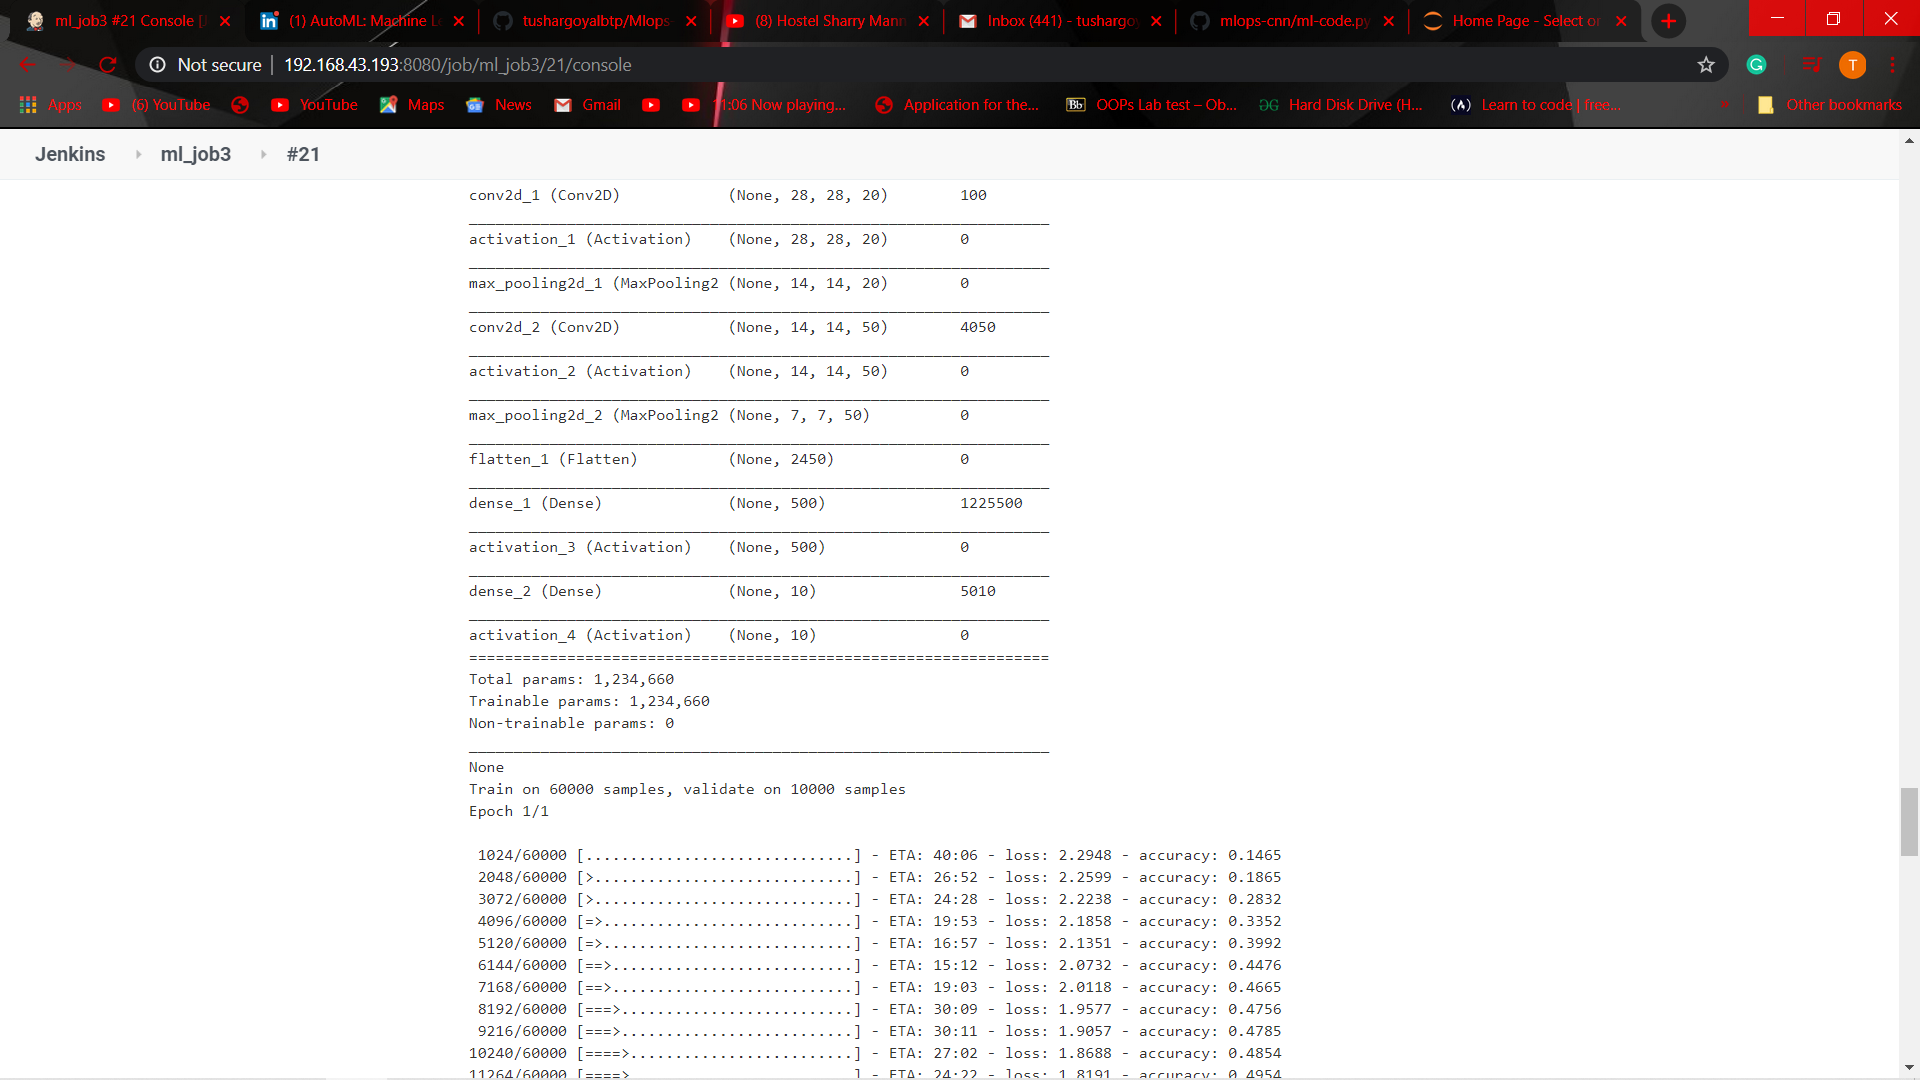 ml_job3 #21 Console [J
(1) AutoML: Machine Le
tushargoyalbtp/Mlops-
(8) Hostel Sharry Mann
Inbox (441) - tushargoy
mlops-cnn/ml-code.py
Home Page - Select or
Not secure | 192.168.43.193:8080/job/ml_job3/21/console
T
Apps
(6) YouTube
YouTube
Maps
News
Gmail
11:06 Now playing...
Application for the...
Bb OOPs Lab test – Ob...
Hard Disk Drive (H...
Learn to code | free...
Other bookmarks
Jenkins ml_job3 #21
conv2d_1 (Conv2D) (None, 28, 28, 20) 100
activation_1 (Activation) (None, 28, 28, 20) 0
max_pooling2d_1 (MaxPooling2 (None, 14, 14, 20) 0
conv2d_2 (Conv2D) (None, 14, 14, 50) 4050
activation_2 (Activation) (None, 14, 14, 50) 0
max_pooling2d_2 (MaxPooling2 (None, 7, 7, 50) 0
flatten_1 (Flatten) (None, 2450) 0
dense_1 (Dense) (None, 500) 1225500
activation_3 (Activation) (None, 500) 0
dense_2 (Dense) (None, 10) 5010
activation_4 (Activation) (None, 10) 0
=================================================================
Total params: 1,234,660
Trainable params: 1,234,660
Non-trainable params: 0
None
Train on 60000 samples, validate on 10000 samples
Epoch 1/1
1024/60000 [..............................] - ETA: 40:06 - loss: 2.2948 - accuracy: 0.1465
2048/60000 [>.............................] - ETA: 26:52 - loss: 2.2599 - accuracy: 0.1865
3072/60000 [>.............................] - ETA: 24:28 - loss: 2.2238 - accuracy: 0.2832
4096/60000 [=>............................] - ETA: 19:53 - loss: 2.1858 - accuracy: 0.3352
5120/60000 [=>............................] - ETA: 16:57 - loss: 2.1351 - accuracy: 0.3992
6144/60000 [==>...........................] - ETA: 15:12 - loss: 2.0732 - accuracy: 0.4476
7168/60000 [==>...........................] - ETA: 19:03 - loss: 2.0118 - accuracy: 0.4665
8192/60000 [===>..........................] - ETA: 30:09 - loss: 1.9577 - accuracy: 0.4756
9216/60000 [===>..........................] - ETA: 30:11 - loss: 1.9057 - accuracy: 0.4785
10240/60000 [====>.........................] - ETA: 27:02 - loss: 1.8688 - accuracy: 0.4854
11264/60000 [====>.........................] - ETA: 24:22 - loss: 1.8191 - accuracy: 0.4954